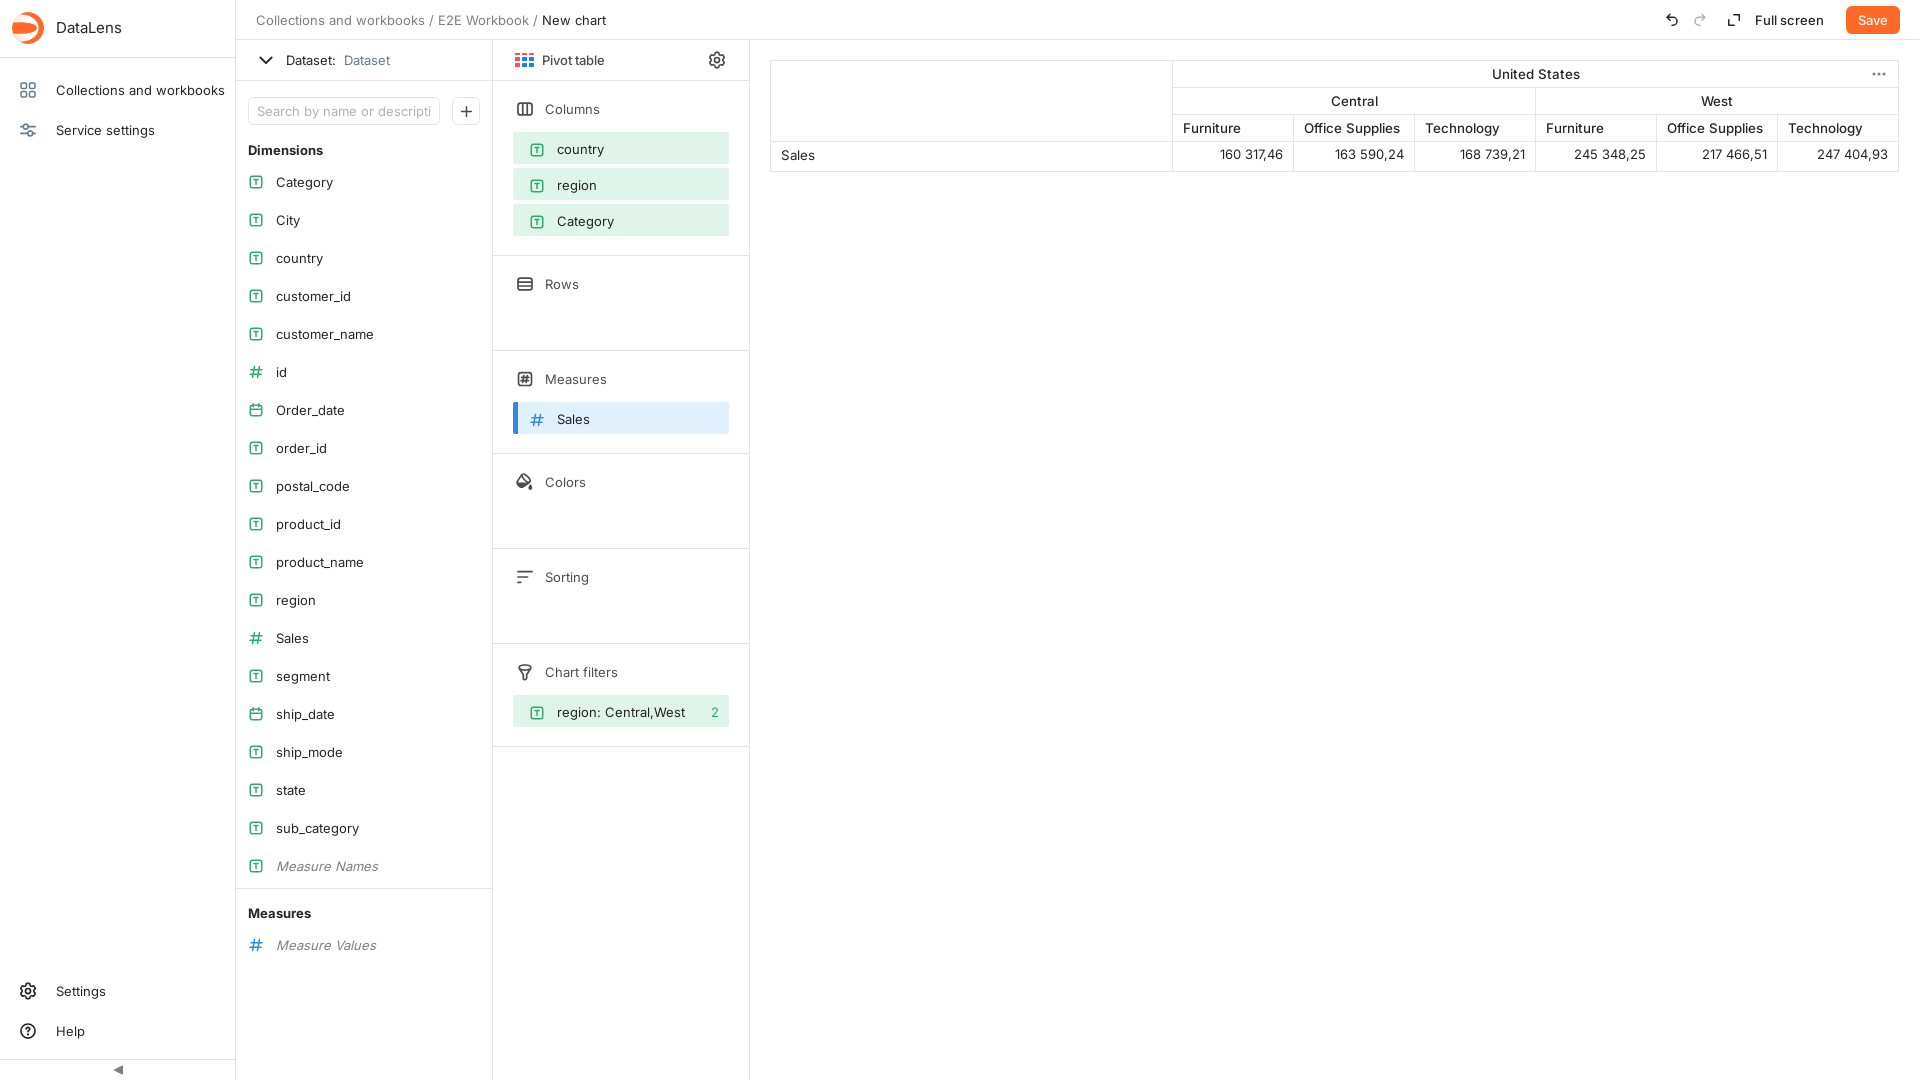 DataLens
Collections and workbooks
Service settings
Settings
Help
Collections and workbooks / E2E Workbook / New chart
Full screen
Save
Dataset: Dataset
Search by name or descripti
Dimensions
Category
City
country
customer_id
customer_name
id
Order_date
order_id
postal_code
product_id
product_name
region
Sales
segment
ship_date
ship_mode
state
sub_category
Measure Names
Measures
Measure Values
Pivot table
Columns
country
region
Category
Rows
Measures
Sales
Colors
Sorting
Chart filters
region: Central,West 2
United States
Central West
Furniture Office Supplies Technology Furniture Office Supplies Technology
Sales 160 317,46 163 590,24 168 739,21 245 348,25 217 466,51 247 404,93